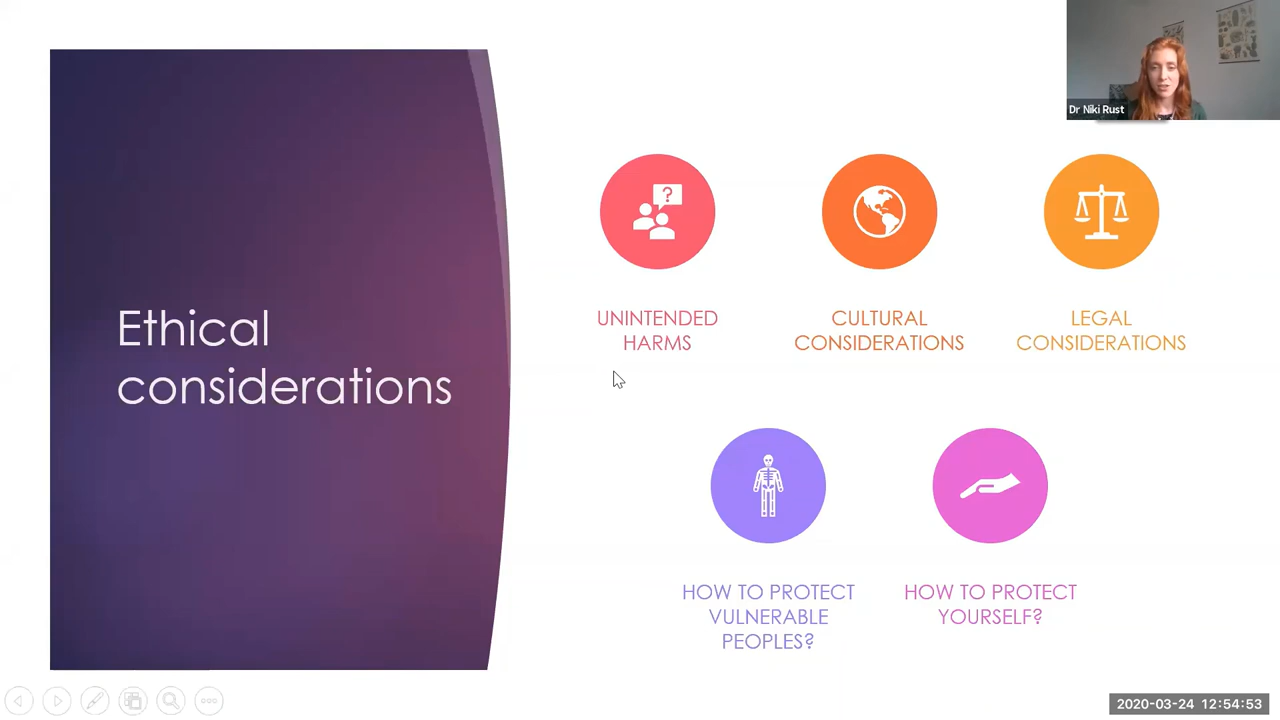 Dr Niki Rust
Ethical
considerations
?
UNINTENDED
HARMS
CULTURAL
CONSIDERATIONS
LEGAL
CONSIDERATIONS
HOW TO PROTECT
VULNERABLE
PEOPLES?
HOW TO PROTECT
YOURSELF?
2020-03-24 12:54:53